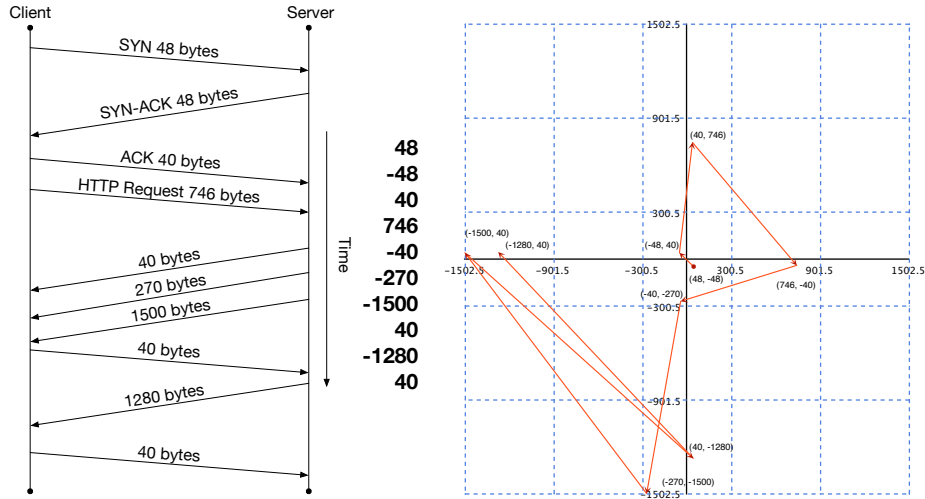 Client
Server
SYN 48 bytes
SYN-ACK 48 bytes
ACK 40 bytes
HTTP Request 746 bytes
40 bytes
270 bytes
1500 bytes
40 bytes
1280 bytes
40 bytes
Time
48
-48
40
746
-40
-270
-1500
40
-1280
40
1502.5
901.5
300.5
-300.5
-901.5
-1502.5
-1502.5
-901.5
-300.5
300.5
901.5
1502.5
(40, 746)
(-1500, 40)
(-1280, 40)
(-48, 40)
(48, -48)
(746, -40)
(-40, -270)
(40, -1280)
(-270, -1500)